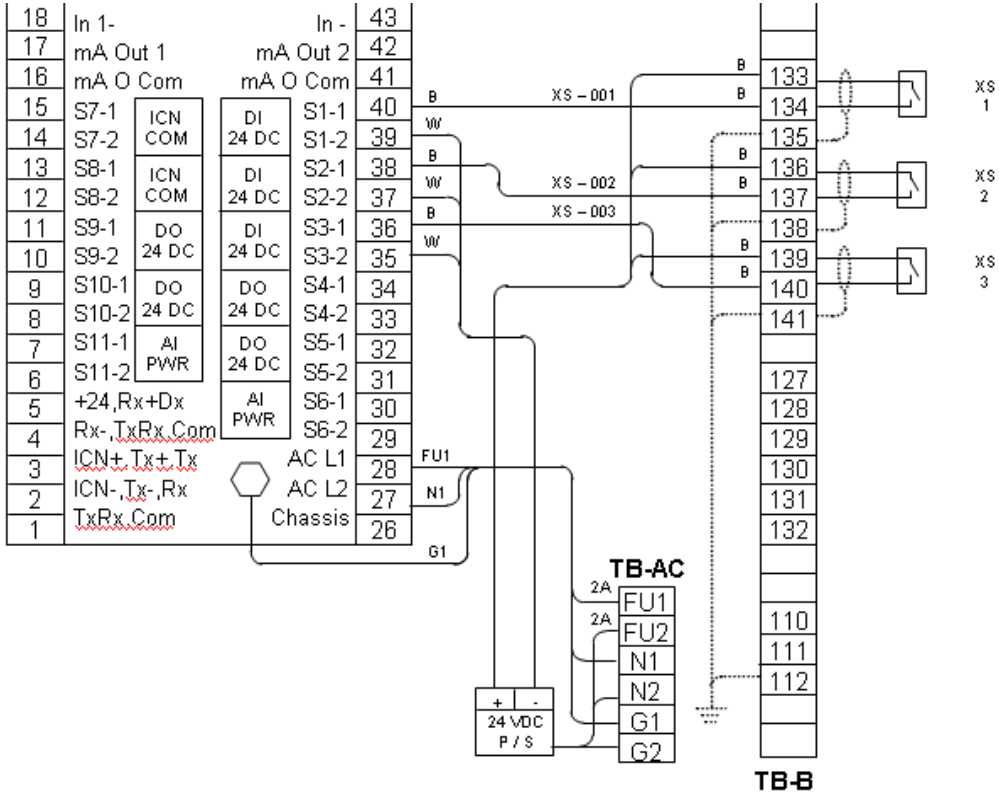 18 In 1- In - 43
17 mA Out 1 mA Out 2 42
16 mA O Com mA O Com 41
15 S7-1 ICN COM DI 24 DC S1-1 40
14 S7-2 S1-2 39
13 S8-1 ICN COM DI 24 DC S2-1 38
12 S8-2 S2-2 37
11 S9-1 DO 24 DC DI 24 DC S3-1 36
10 S9-2 S3-2 35
9 S10-1 DO 24 DC DO 24 DC S4-1 34
8 S10-2 S4-2 33
7 S11-1 AI PWR DO 24 DC S5-1 32
6 S11-2 S5-2 31
5 +24,Rx+Dx AI PWR S6-1 30
4 Rx-,TxRx,Com S6-2 29
3 ICN+,Tx+,Tx AC L1 28
2 ICN-,Tx-,Rx AC L2 27
1 TxRx,Com Chassis 26
B XS-001
W
B XS-002
W
B XS-003
W
FU1
N1
G1
B 133
B 134
135
B 136
B 137
138
B 139
B 140
141
127
128
129
130
131
132
110
111
112
TB-B
XS
1
XS
2
XS
3
TB-AC
2A FU1
2A FU2
N1
N2
G1
G2
+ -
24 VDC
P / S